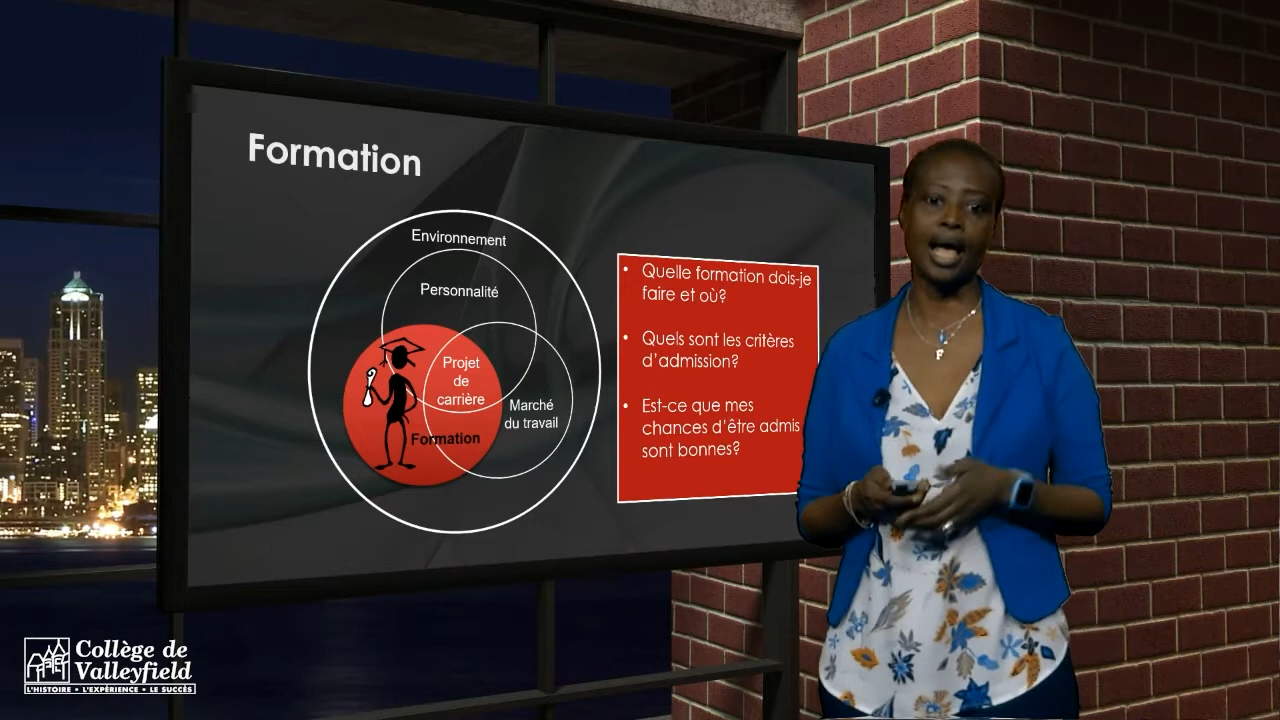 Formation
Environnement
Personnalité
Projet
de
carrière
Marché
du travail
Formation
• Quelle formation dois-je
faire et où?
• Quels sont les critères
d'admission?
• Est-ce que mes
chances d'être admis
sont bonnes?
F
Collège de
Valleyfield
L'HISTOIRE • L'EXPÉRIENCE • LE SUCCÈS